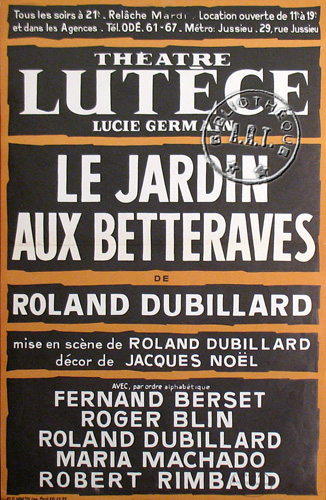 Tous les soirs à 21h. Relâche Mardi. Location ouverte de 11h à 19h
et dans les Agences. Tél. ODÉ. 61-67. Métro: Jussieu. 29, rue Jussieu
THÉATRE
LUTÈCE
LUCIE GERMAIN
BIBLIOTHÈQUE
A.R.T.
LE JARDIN
AUX BETTERAVES
DE
ROLAND DUBILLARD
mise en scène de ROLAND DUBILLARD
décor de JACQUES NOËL
AVEC, par ordre alphabétique
FERNAND BERSET
ROGER BLIN
ROLAND DUBILLARD
MARIA MACHADO
ROBERT RIMBAUD